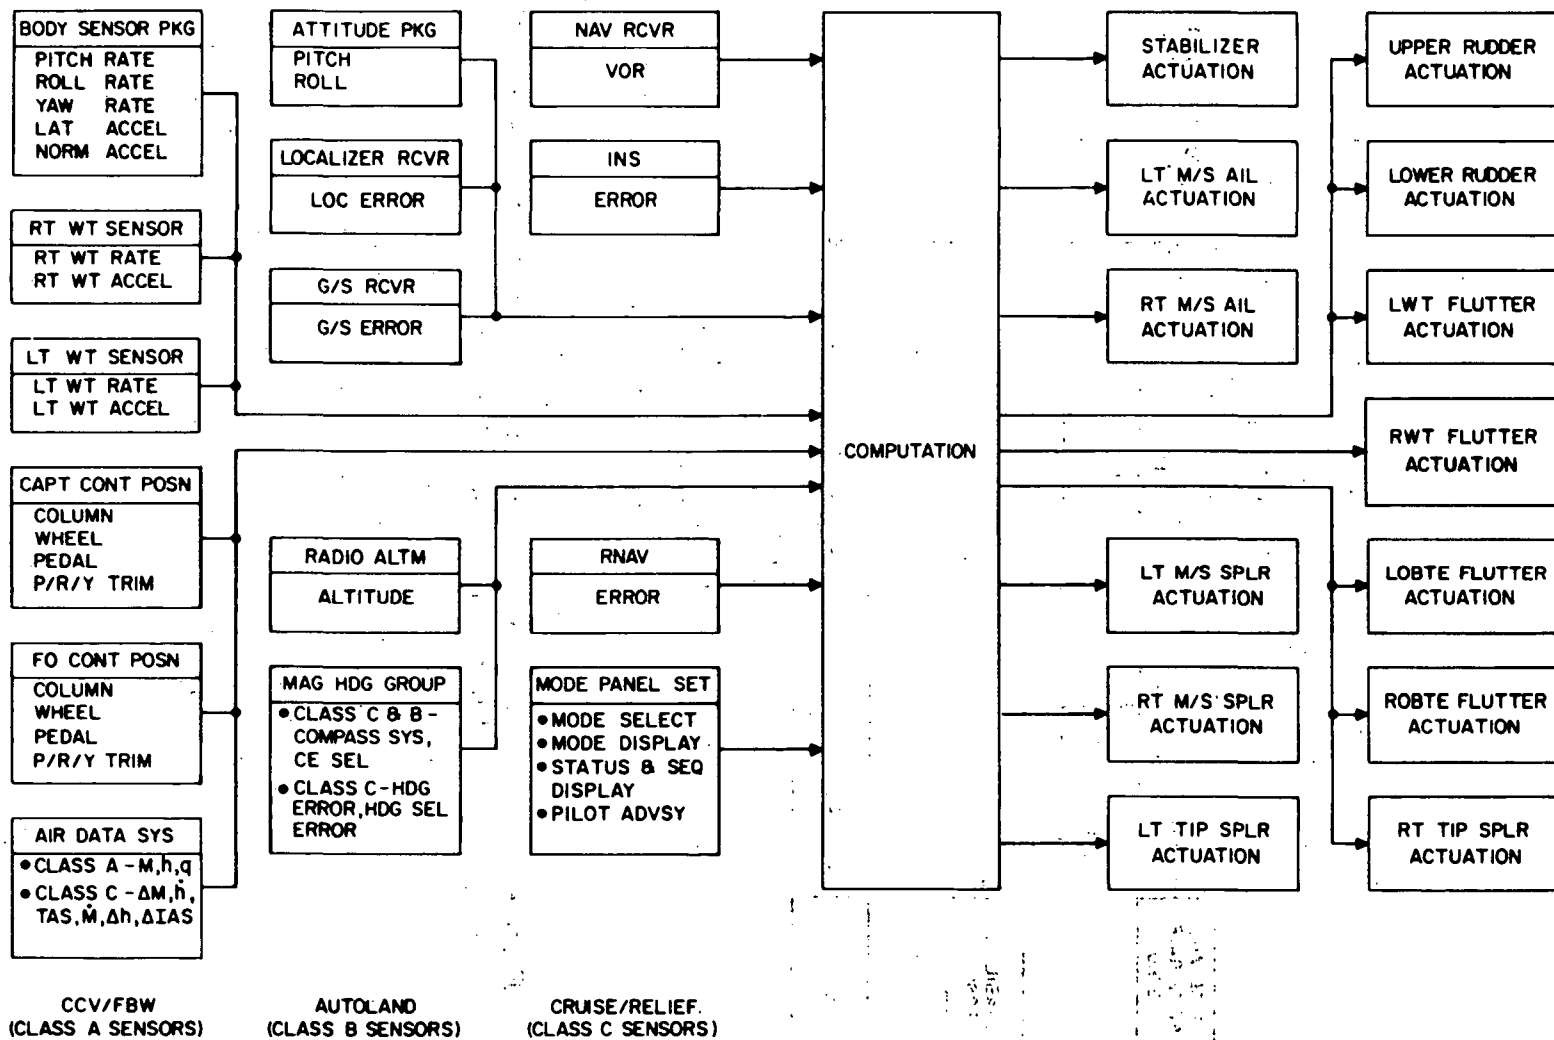 BODY SENSOR PKG
PITCH RATE
ROLL RATE
YAW RATE
LAT ACCEL
NORM ACCEL
RT WT SENSOR
RT WT RATE
RT WT ACCEL
LT WT SENSOR
LT WT RATE
LT WT ACCEL
CAPT CONT POSN
COLUMN
WHEEL
PEDAL
P/R/Y TRIM
FO CONT POSN
COLUMN
WHEEL
PEDAL
P/R/Y TRIM
AIR DATA SYS
● CLASS A - M,h,q
● CLASS C - ΔM,ḣ,
TAS,Ṁ,Δh,ΔIAS
CCV/FBW
(CLASS A SENSORS)
ATTITUDE PKG
PITCH
ROLL
LOCALIZER RCVR
LOC ERROR
G/S RCVR
G/S ERROR
RADIO ALTM
ALTITUDE
MAG HDG GROUP
● CLASS C & B -
COMPASS SYS,
CE SEL
● CLASS C-HDG
ERROR,HDG SEL
ERROR
AUTOLAND
(CLASS B SENSORS)
NAV RCVR
VOR
INS
ERROR
RNAV
ERROR
MODE PANEL SET
● MODE SELECT
● MODE DISPLAY
● STATUS & SEQ
DISPLAY
● PILOT ADVSY
CRUISE/RELIEF
(CLASS C SENSORS)
COMPUTATION
STABILIZER
ACTUATION
LT M/S AIL
ACTUATION
RT M/S AIL
ACTUATION
LT M/S SPLR
ACTUATION
RT M/S SPLR
ACTUATION
LT TIP SPLR
ACTUATION
UPPER RUDDER
ACTUATION
LOWER RUDDER
ACTUATION
LWT FLUTTER
ACTUATION
RWT FLUTTER
ACTUATION
LOBTE FLUTTER
ACTUATION
ROBTE FLUTTER
ACTUATION
RT TIP SPLR
ACTUATION